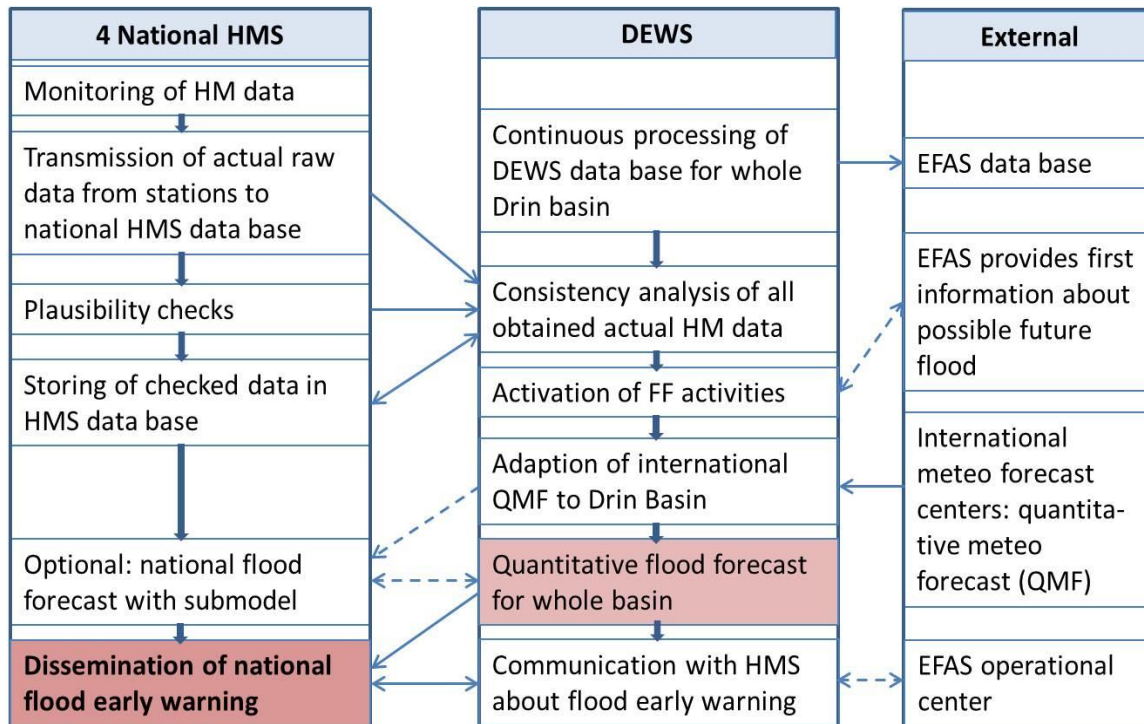 4 National HMS
Monitoring of HM data
Transmission of actual raw
data from stations to
national HMS data base
Plausibility checks
Storing of checked data in
HMS data base
Optional: national flood
forecast with submodel
Dissemination of national
flood early warning
DEWS
Continuous processing of
DEWS data base for whole
Drin basin
Consistency analysis of all
obtained actual HM data
Activation of FF activities
Adaption of international
QMF to Drin Basin
Quantitative flood forecast
for whole basin
Communication with HMS
about flood early warning
External
EFAS data base
EFAS provides first
information about
possible future
flood
International
meteo forecast
centers: quantita-
tive meteo
forecast (QMF)
EFAS operational
center